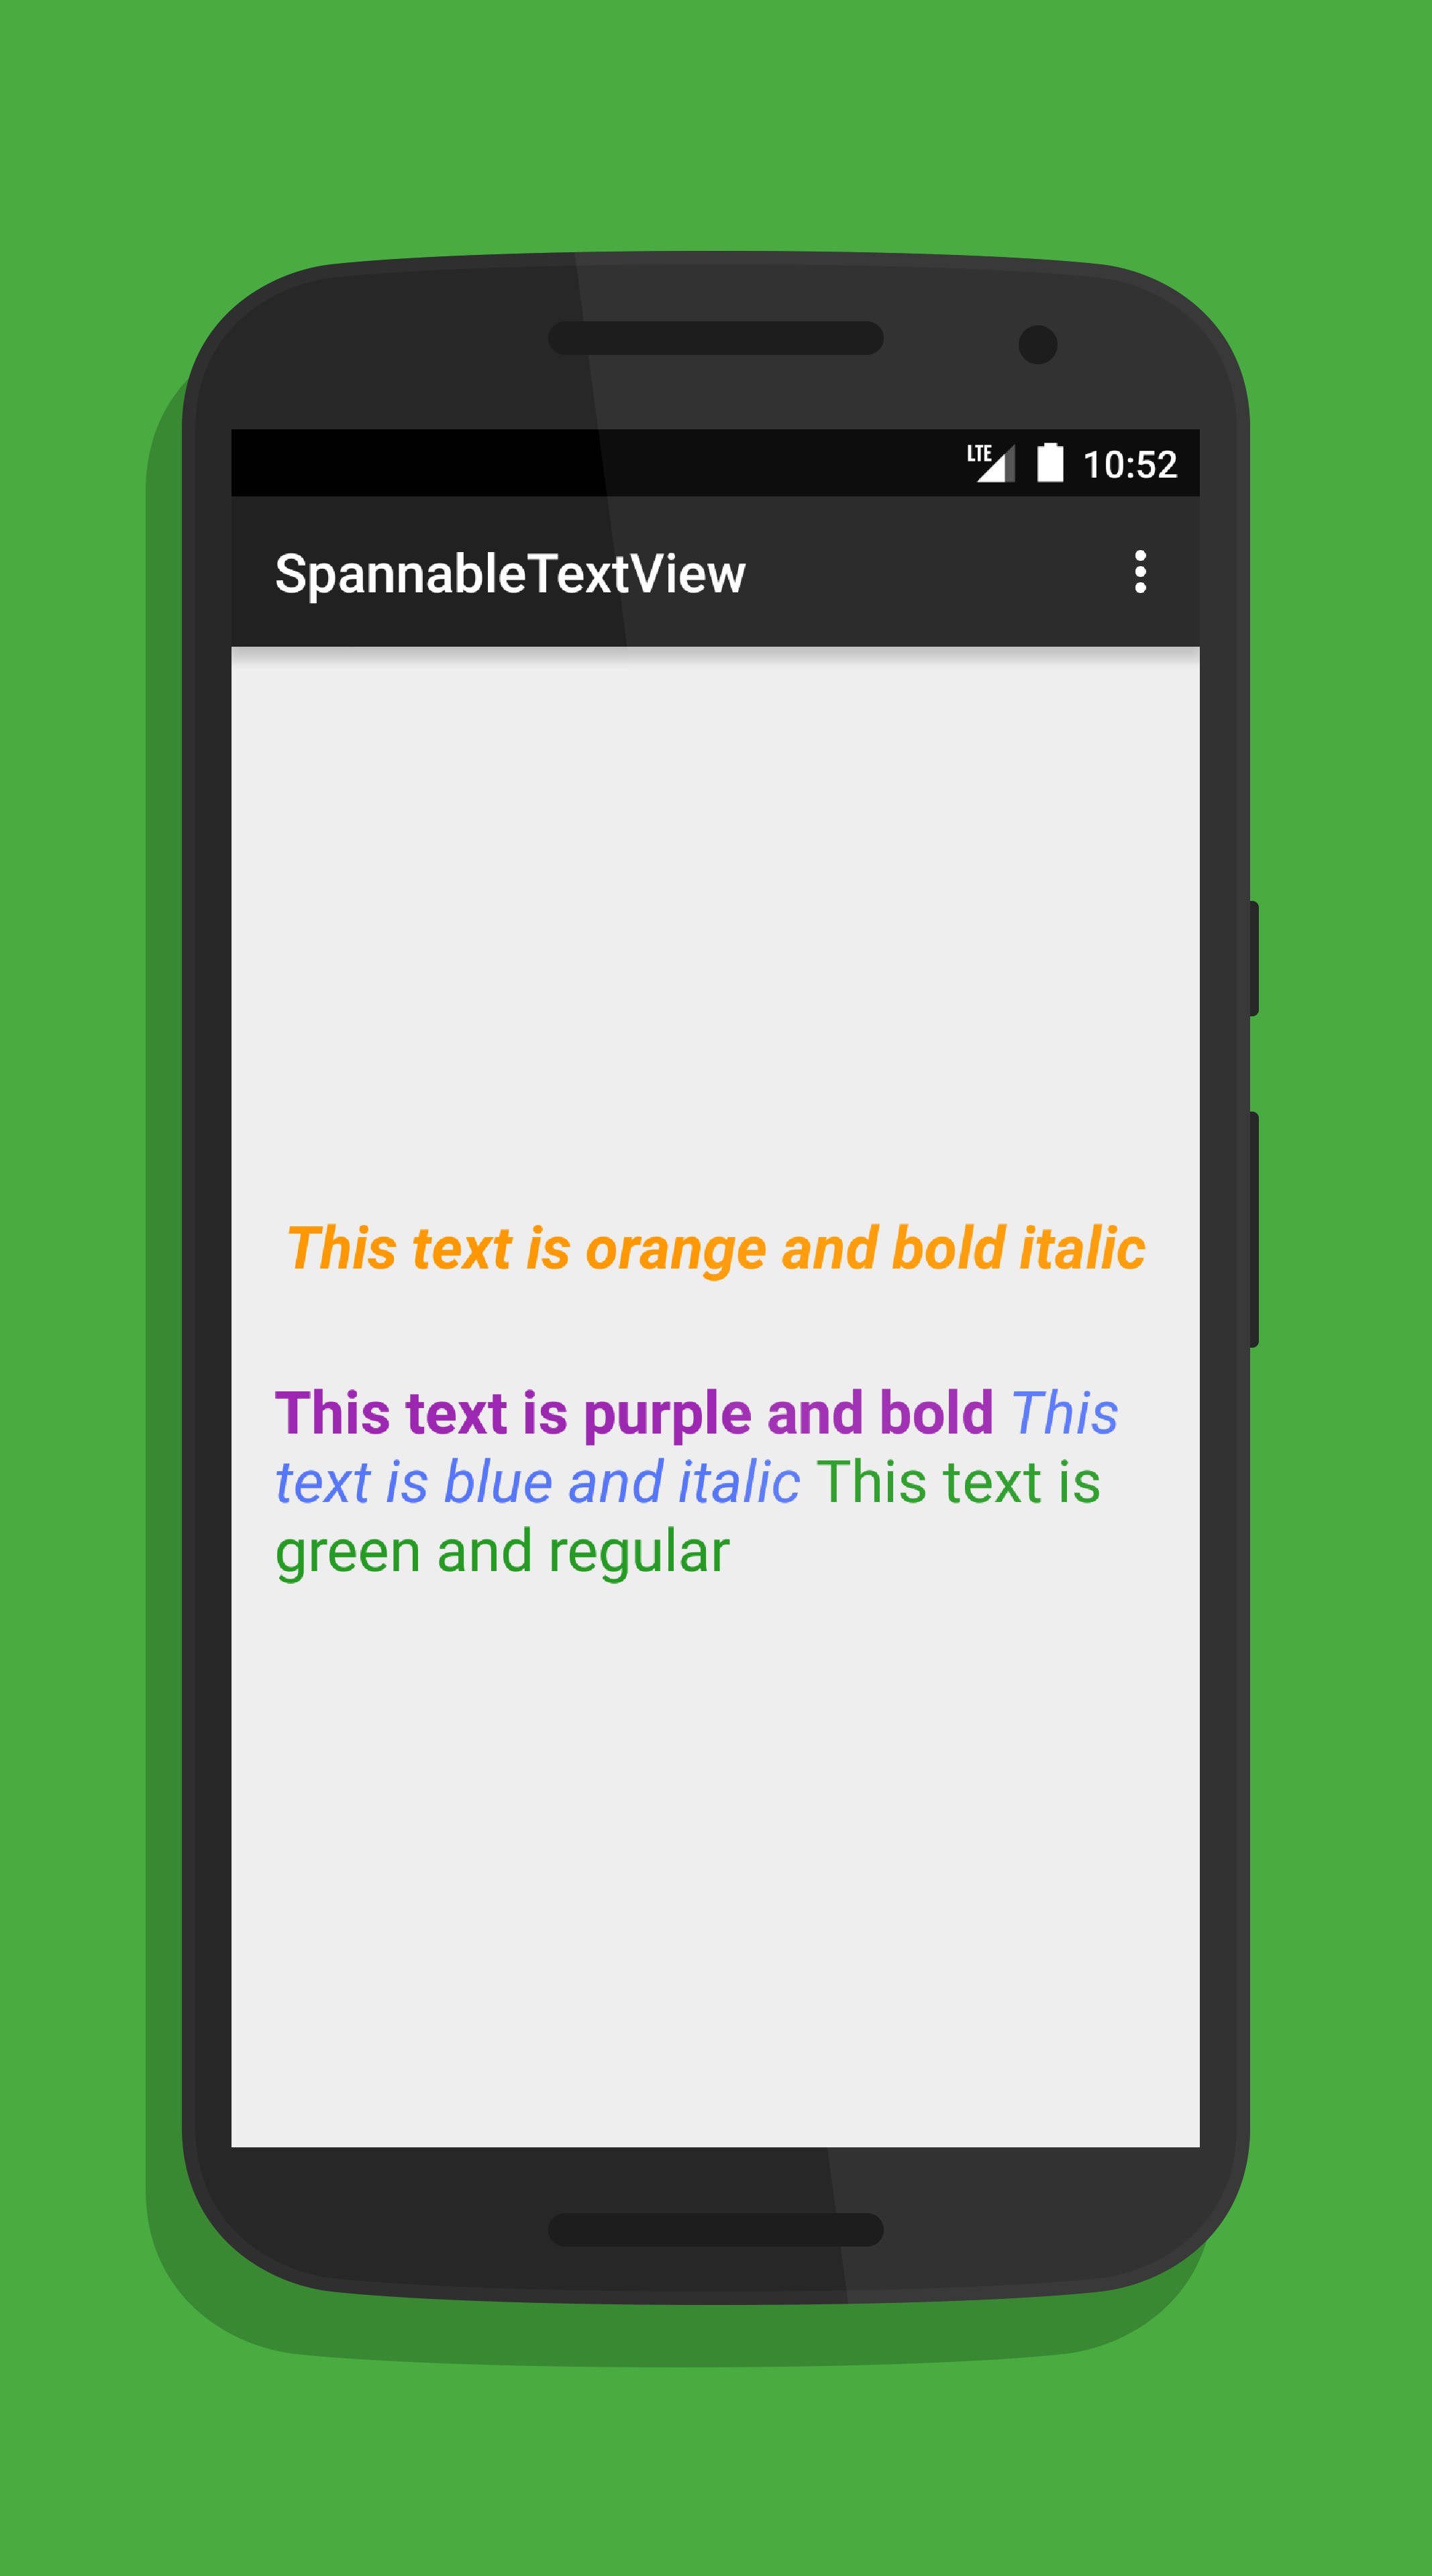 LTE 10:52
SpannableTextView
This text is orange and bold italic
This text is purple and bold This
text is blue and italic This text is
green and regular